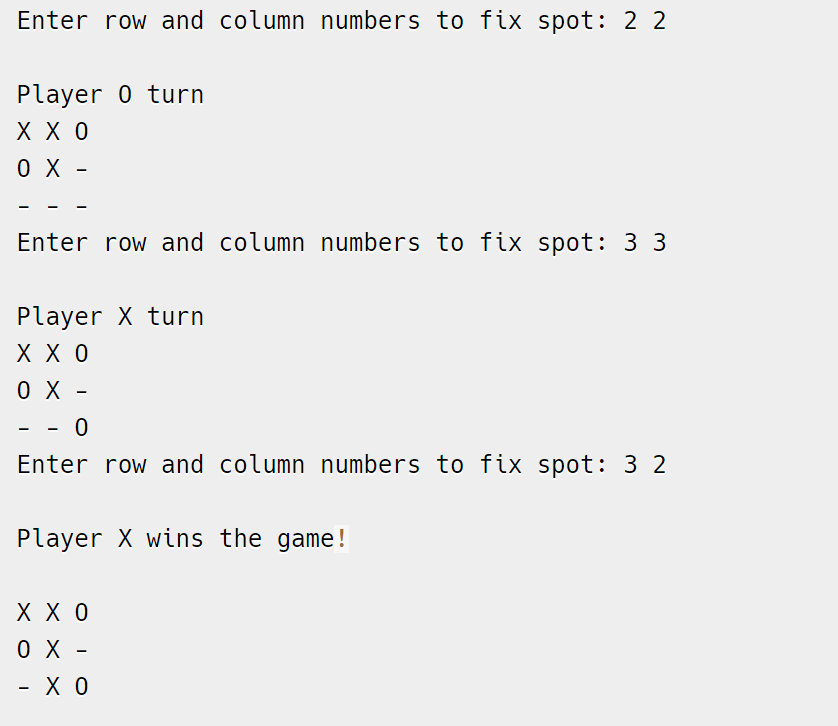 Enter row and column numbers to fix spot: 2 2
Player O turn
X X O
O X -
- - -
Enter row and column numbers to fix spot: 3 3
Player X turn
X X O
O X -
- - O
Enter row and column numbers to fix spot: 3 2
Player X wins the game!
X X O
O X -
- X O